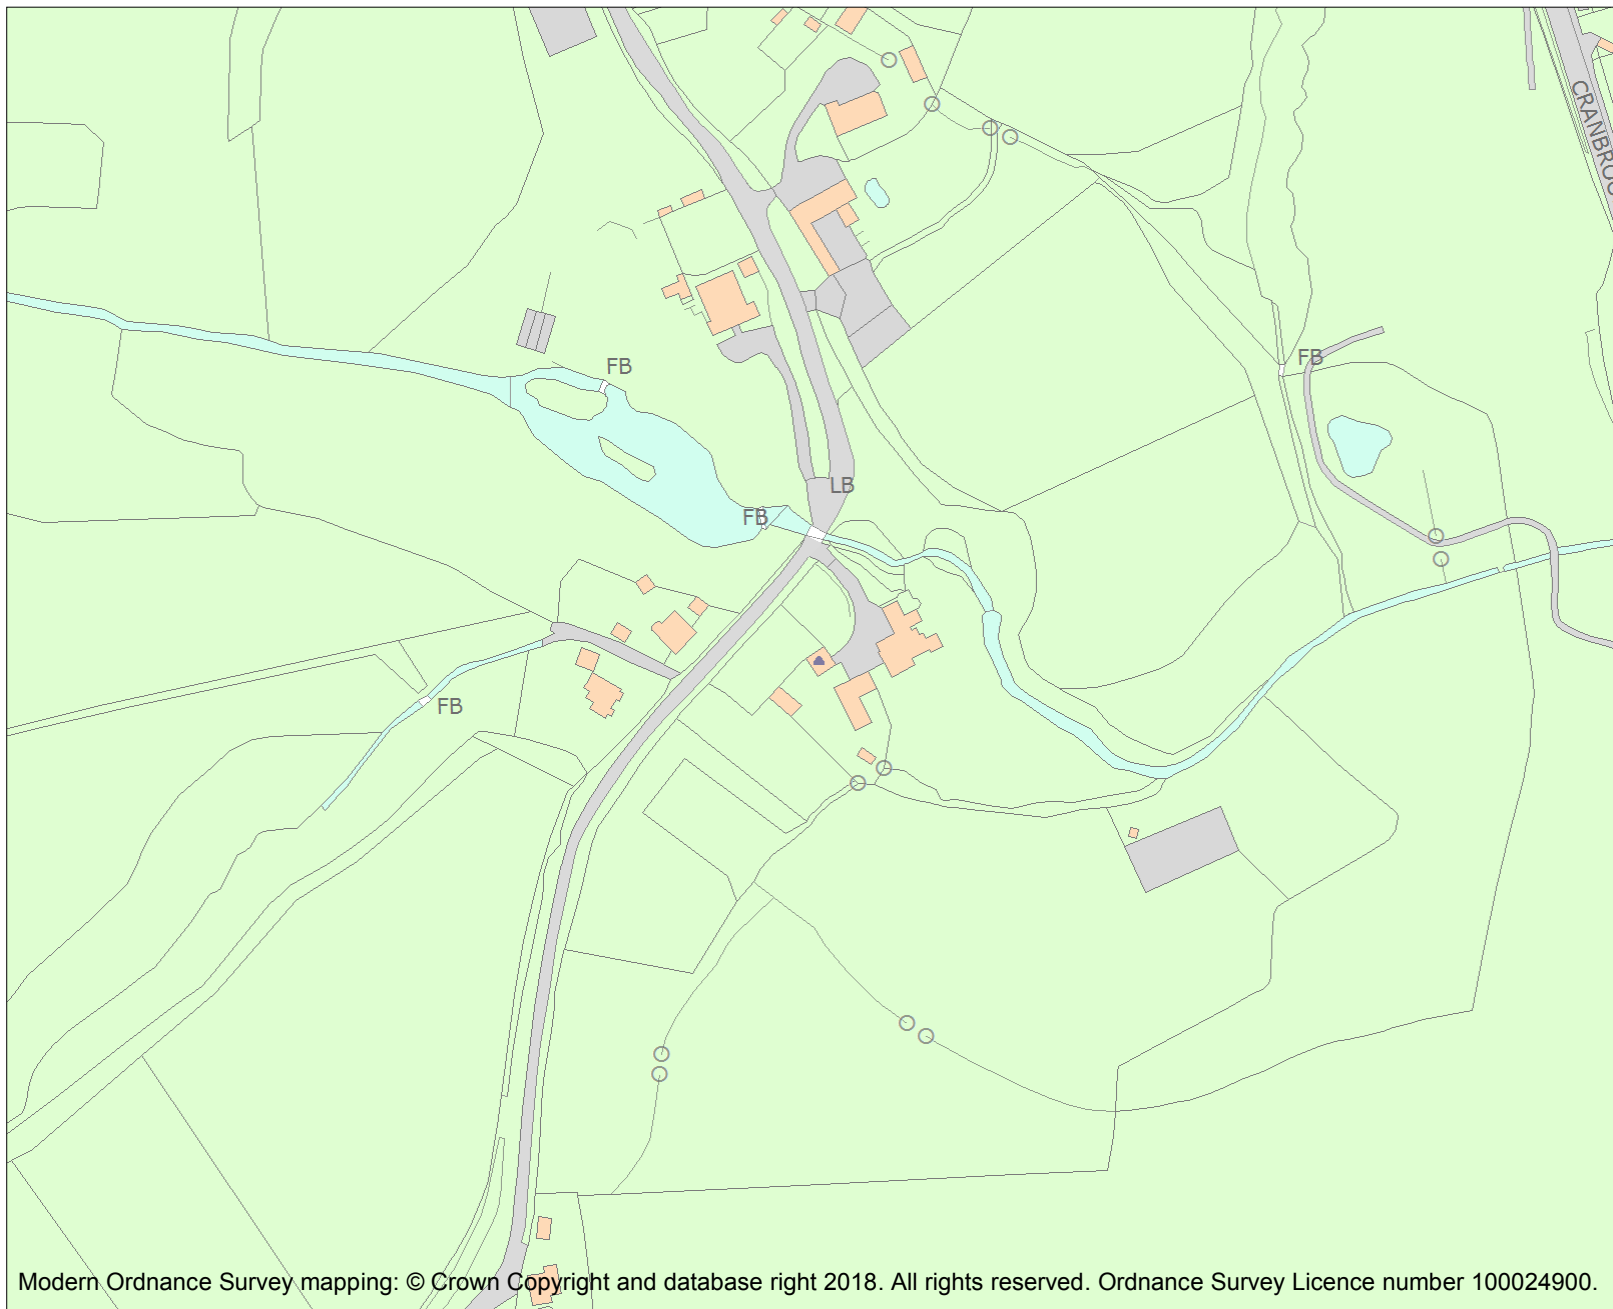 CRANBROO
FB
FB
LB
FB
FB
Modern Ordnance Survey mapping: © Crown Copyright and database right 2018. All rights reserved. Ordnance Survey Licence number 100024900.